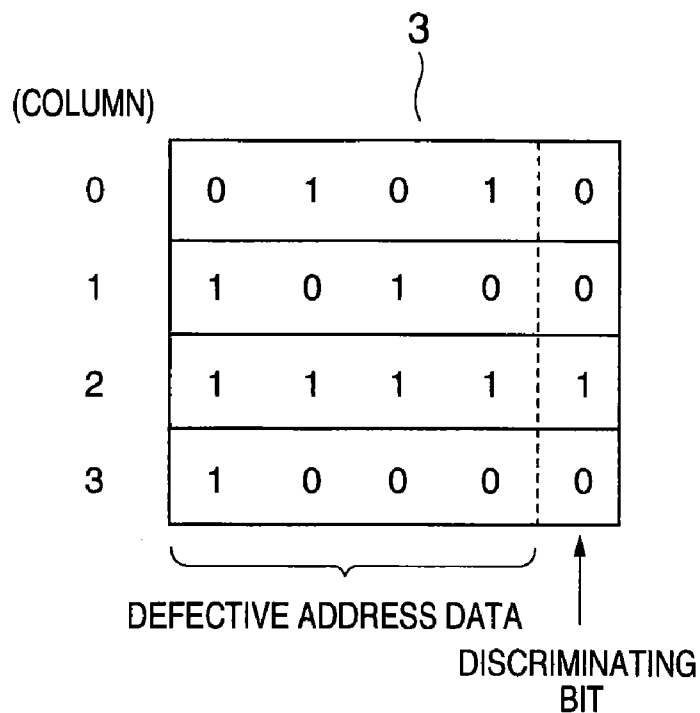 3
(COLUMN)
0 0 1 0 1 0
1 1 0 1 0 0
2 1 1 1 1 1
3 1 0 0 0 0
DEFECTIVE ADDRESS DATA
DISCRIMINATING
BIT